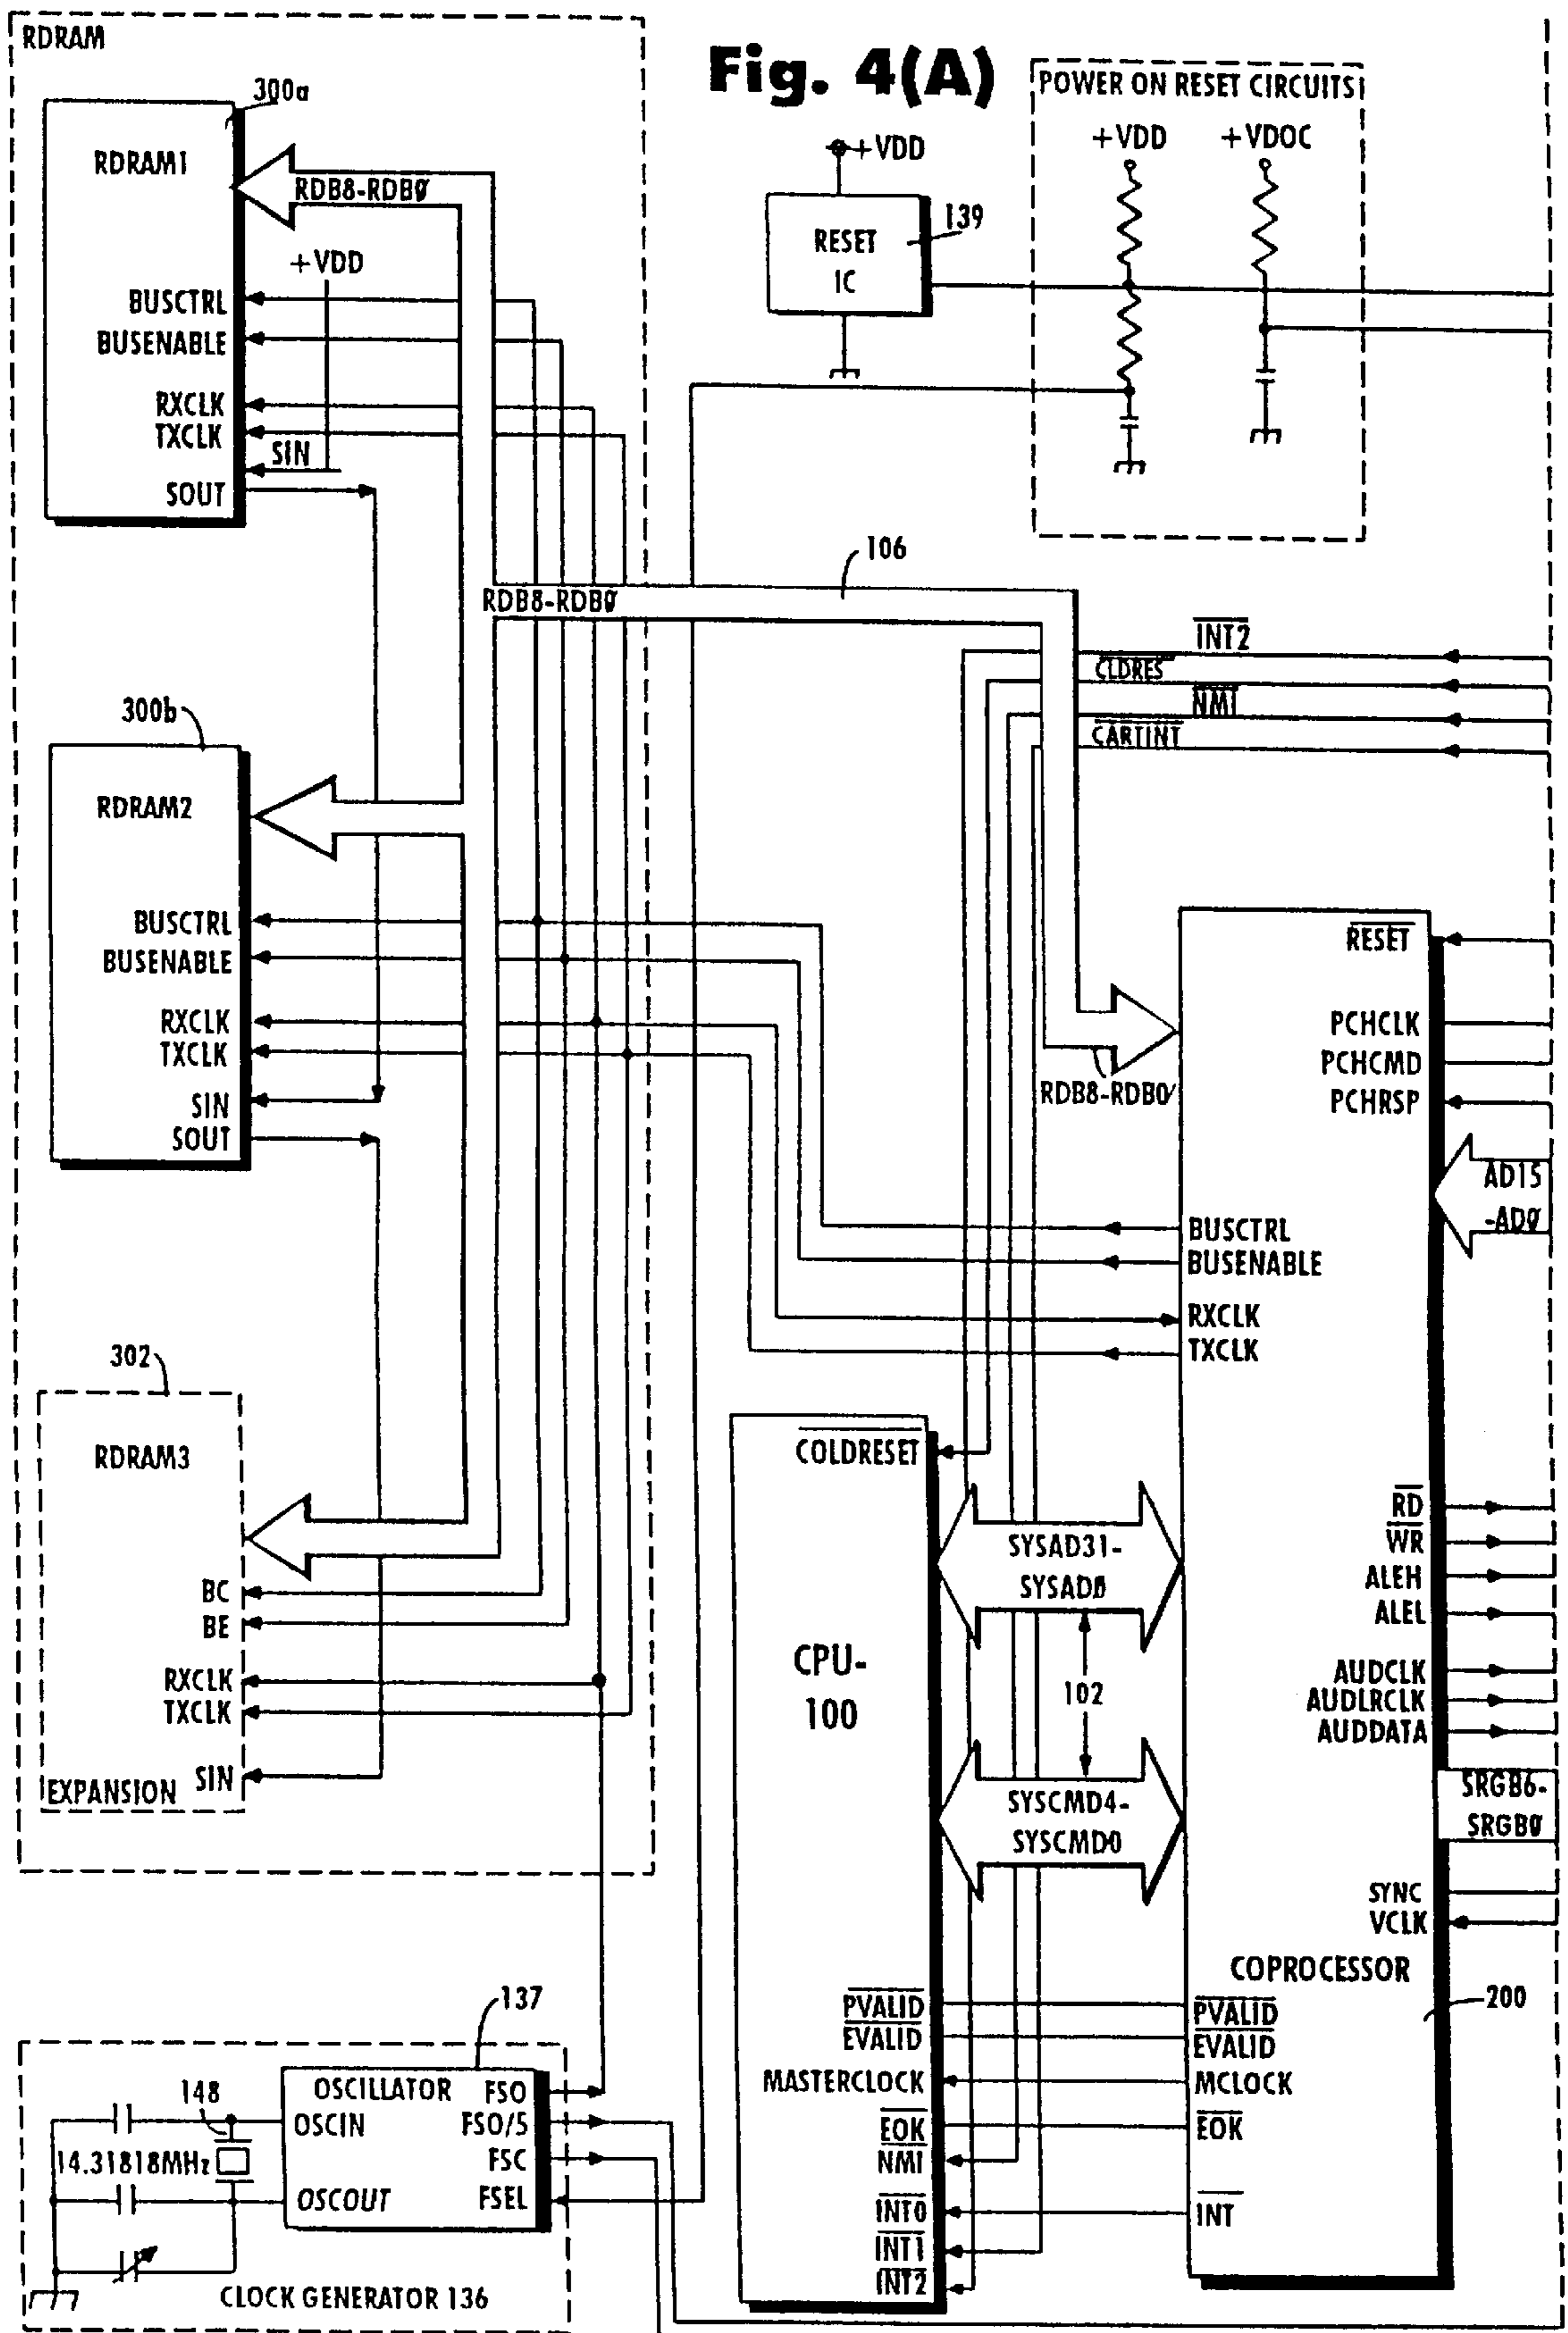 RDRAM
Fig. 4(A)
300a
RDRAM1
RDB8-RDB0
+VDD
BUSCTRL
BUSENABLE
RXCLK
TXCLK
SIN
SOUT
+VDD
RESET
IC
139
POWER ON RESET CIRCUITS
+VDD
+VDOC
106
RDB8-RDB0
INT2
CLDRES
NMI
CARTINT
300b
RDRAM2
BUSCTRL
BUSENABLE
RXCLK
TXCLK
SIN
SOUT
RDB8-RDB0
RESET
PCHCLK
PCHCMD
PCHRSP
AD15
-AD0
BUSCTRL
BUSENABLE
RXCLK
TXCLK
302
RDRAM3
BC
BE
RXCLK
TXCLK
SIN
EXPANSION
COLDRESET
SYSAD31-
SYSAD0
CPU-
100
102
SYSCMD4-
SYSCMD0
RD
WR
ALEH
ALEL
AUDCLK
AUDLRCLK
AUDDATA
SRGB6-
SRGB0
SYNC
VCLK
COPROCESSOR
200
PVALID
EVALID
MASTERCLOCK
EOK
NMI
INT0
INT1
INT2
PVALID
EVALID
MCLOCK
EOK
INT
137
148
14.31818MHz
OSCILLATOR
OSCIN
OSCOUT
FSO
FSO/5
FSC
FSEL
CLOCK GENERATOR 136